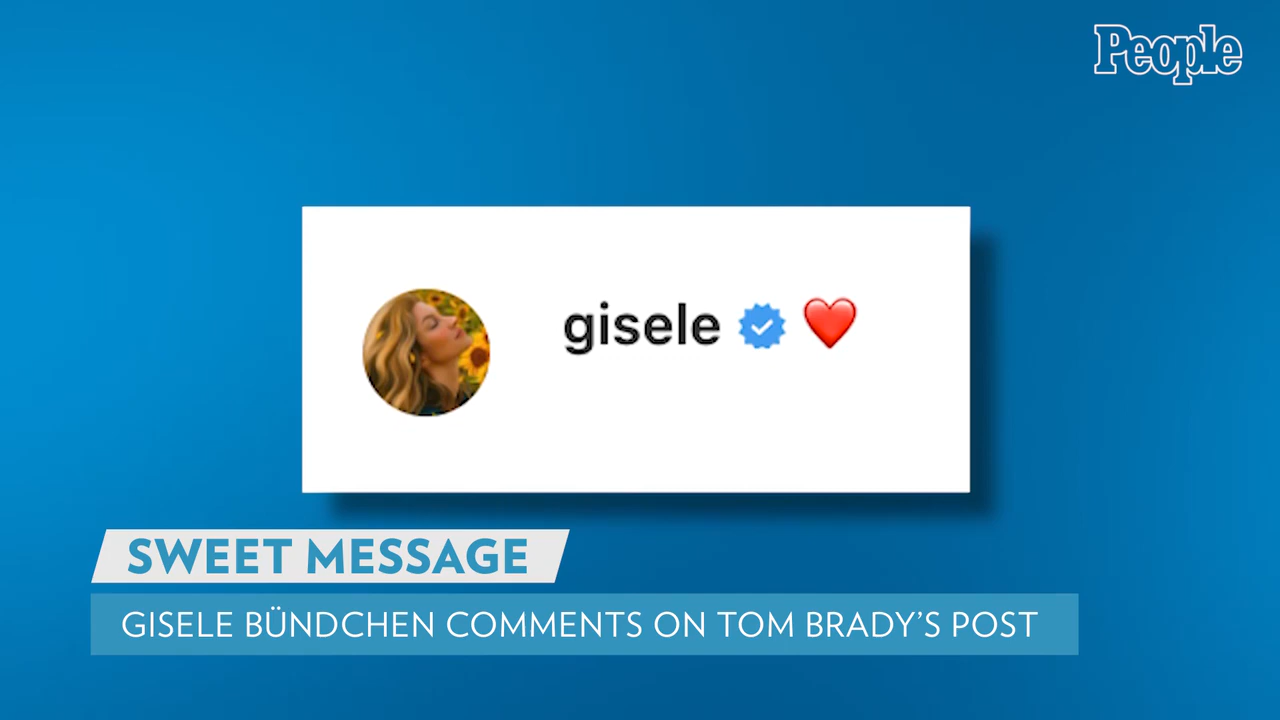 People
gisele ❤️
SWEET MESSAGE
GISELE BÜNDCHEN COMMENTS ON TOM BRADY’S POST